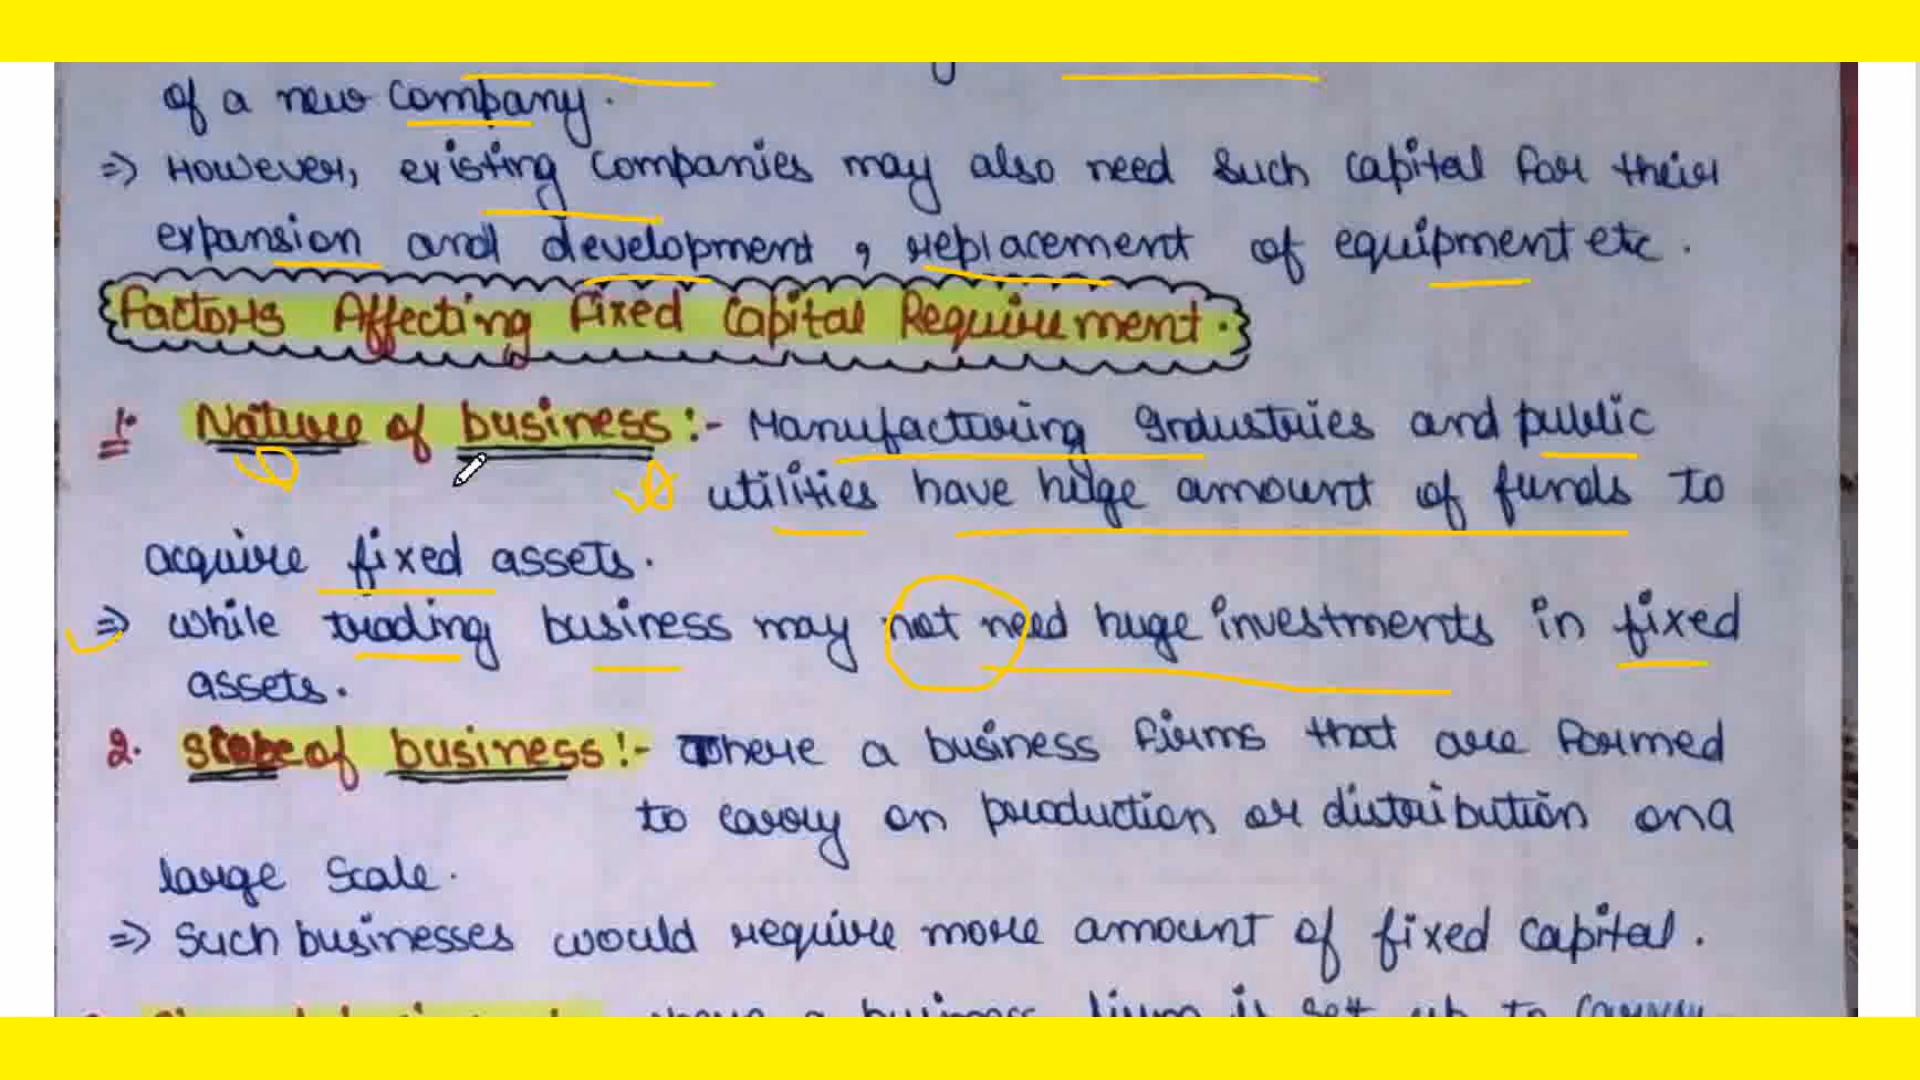 of a new company.
=> However, existing companies may also need such capital for their
expansion and development, replacement of equipment etc.
Factors Affecting Fixed Capital Requirement.
1. Nature of business :- Manufacturing Industries and public
utilities have huge amount of funds to
acquire fixed assets.
=> while trading business may not need huge investments in fixed
assets.
2. Scope of business :- Where a business firms that are formed
to carry on production or distribution on a
large scale.
=> Such businesses would require more amount of fixed capital.